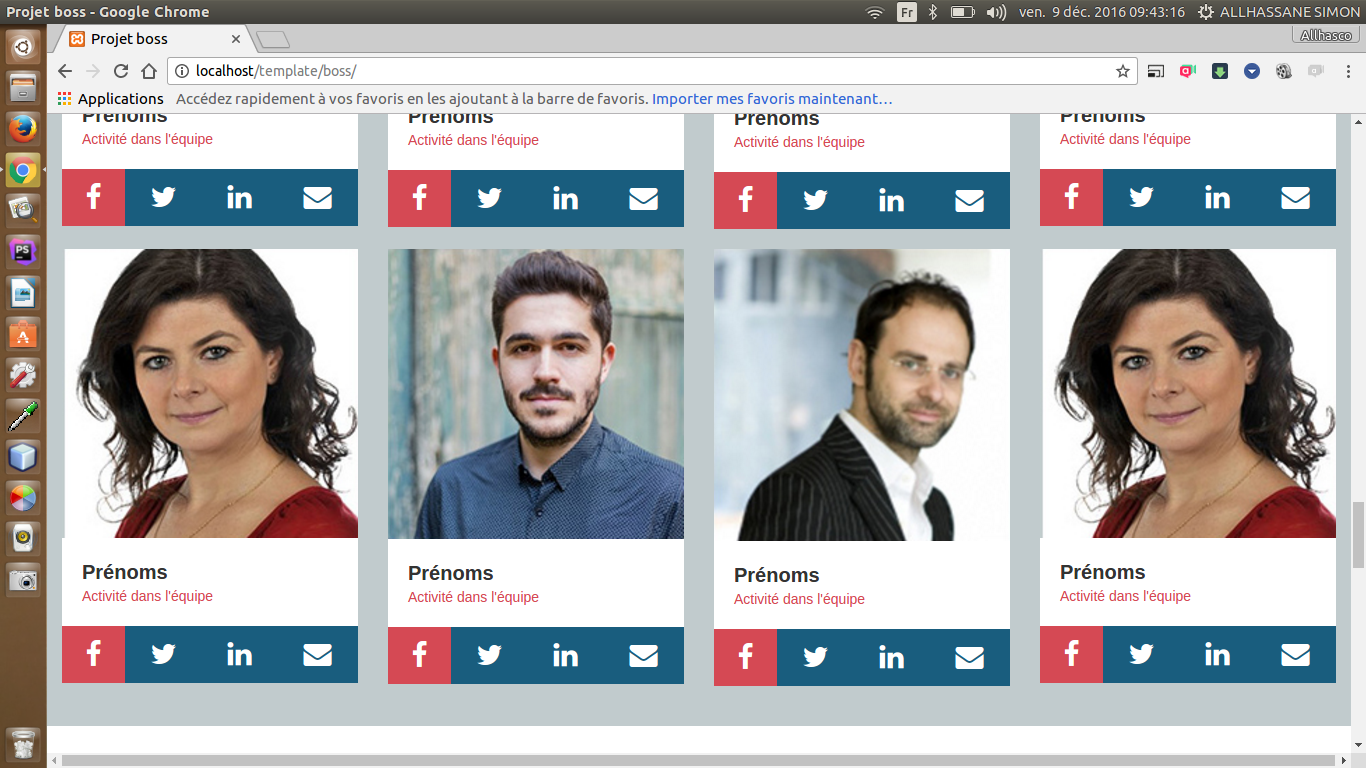 Projet boss - Google Chrome
Fr
ven. 9 déc. 2016 09:43:16
ALLHASSANE SIMON
Projet boss
Allhasco
localhost/template/boss/
Applications
Accédez rapidement à vos favoris en les ajoutant à la barre de favoris. Importer mes favoris maintenant…
Prénoms
Prénoms
Prénoms
Prénoms
Activité dans l'équipe
Activité dans l'équipe
Activité dans l'équipe
Activité dans l'équipe
Prénoms
Prénoms
Prénoms
Prénoms
Activité dans l'équipe
Activité dans l'équipe
Activité dans l'équipe
Activité dans l'équipe